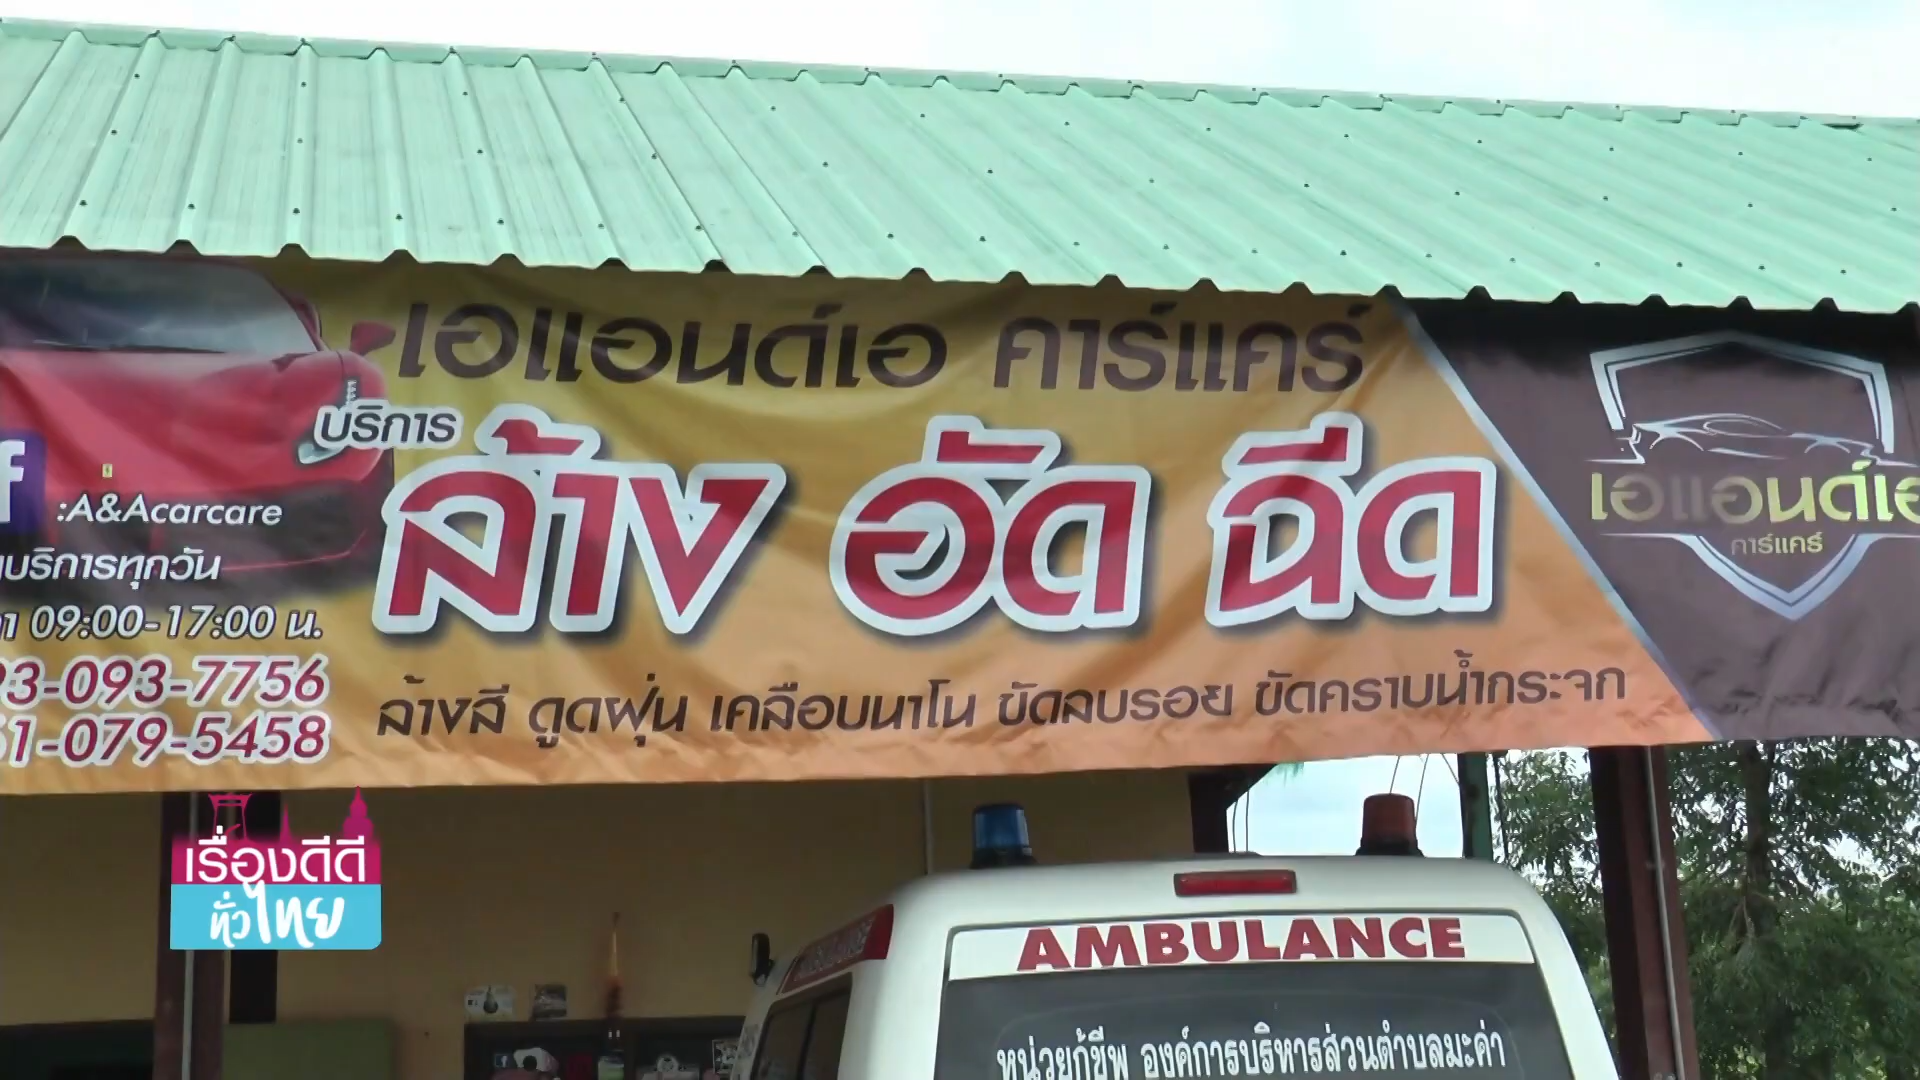 เอแอนด์เอ คาร์แคร์
บริการ
ล้าง อัด ฉีด
ล้างสี ดูดฝุ่น เคลือบนาโน ขัดลบรอย ขัดคราบน้ำกระจก
f :A&Acarcare
บริการทุกวัน
09:00-17:00 น.
3-093-7756
1-079-5458
เอแอนด์เอ
คาร์แคร์
เรื่องดีดี
ทั่วไทย
AMBULANCE
AMBULANCE
หน่วยกู้ชีพ องค์การบริหารส่วนตำบลมะค่า